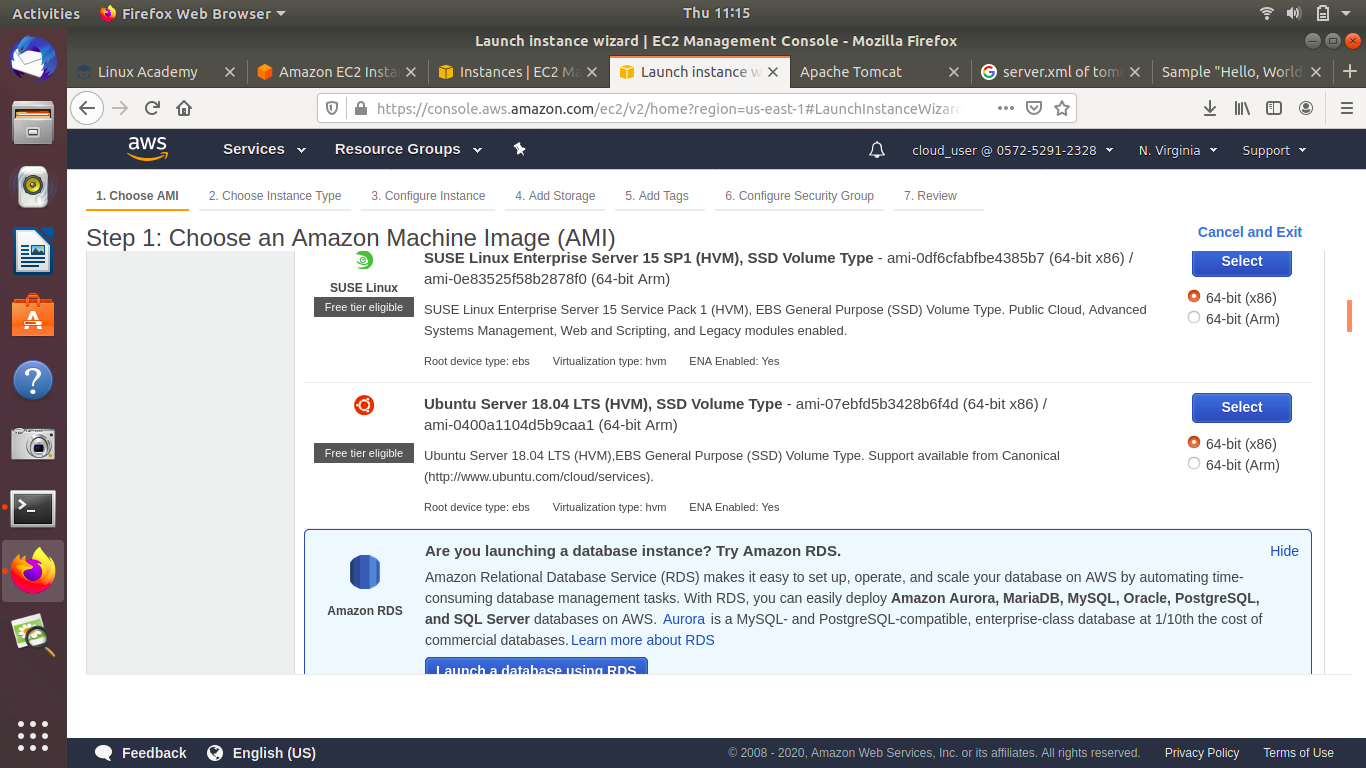 Activities
Firefox Web Browser
Thu 11:15
Launch instance wizard | EC2 Management Console - Mozilla Firefox
Linux Academy
Amazon EC2 Insta
Instances | EC2 Ma
Launch instance w
Apache Tomcat
server.xml of tom
Sample "Hello, World
https://console.aws.amazon.com/ec2/v2/home?region=us-east-1#LaunchInstanceWizard
aws
Services
Resource Groups
cloud_user @ 0572-5291-2328
N. Virginia
Support
1. Choose AMI
2. Choose Instance Type
3. Configure Instance
4. Add Storage
5. Add Tags
6. Configure Security Group
7. Review
Step 1: Choose an Amazon Machine Image (AMI)
Cancel and Exit
SUSE Linux
Free tier eligible
SUSE Linux Enterprise Server 15 SP1 (HVM), SSD Volume Type - ami-0df6cfabfbe4385b7 (64-bit x86) /
ami-0e83525f58b2878f0 (64-bit Arm)
SUSE Linux Enterprise Server 15 Service Pack 1 (HVM), EBS General Purpose (SSD) Volume Type. Public Cloud, Advanced
Systems Management, Web and Scripting, and Legacy modules enabled.
Root device type: ebs
Virtualization type: hvm
ENA Enabled: Yes
Select
64-bit (x86)
64-bit (Arm)
Free tier eligible
Ubuntu Server 18.04 LTS (HVM), SSD Volume Type - ami-07ebfd5b3428b6f4d (64-bit x86) /
ami-0400a1104d5b9caa1 (64-bit Arm)
Ubuntu Server 18.04 LTS (HVM),EBS General Purpose (SSD) Volume Type. Support available from Canonical
(http://www.ubuntu.com/cloud/services).
Root device type: ebs
Virtualization type: hvm
ENA Enabled: Yes
Select
64-bit (x86)
64-bit (Arm)
Amazon RDS
Are you launching a database instance? Try Amazon RDS.
Hide
Amazon Relational Database Service (RDS) makes it easy to set up, operate, and scale your database on AWS by automating time-
consuming database management tasks. With RDS, you can easily deploy Amazon Aurora, MariaDB, MySQL, Oracle, PostgreSQL,
and SQL Server databases on AWS. Aurora is a MySQL- and PostgreSQL-compatible, enterprise-class database at 1/10th the cost of
commercial databases. Learn more about RDS
Launch a database using RDS
Feedback
English (US)
© 2008 - 2020, Amazon Web Services, Inc. or its affiliates. All rights reserved.
Privacy Policy
Terms of Use